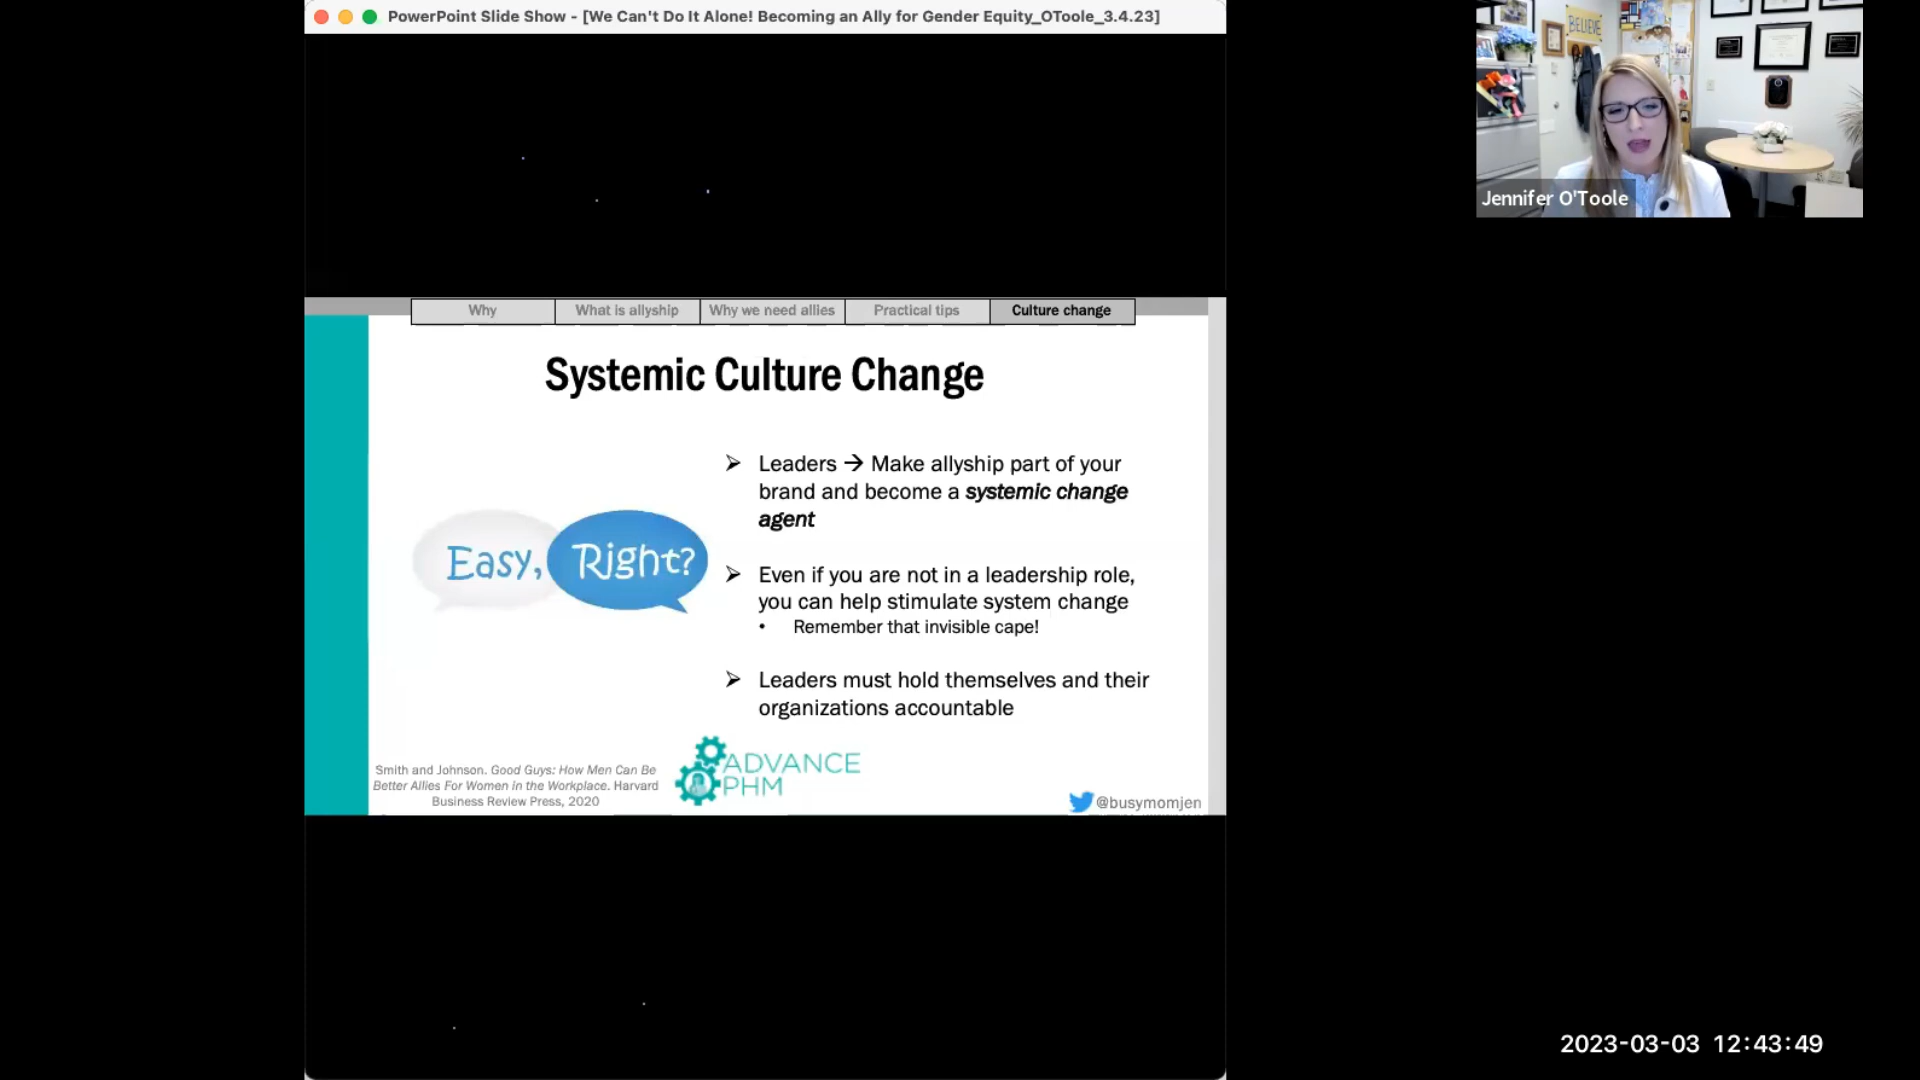 PowerPoint Slide Show - [We Can't Do It Alone! Becoming an Ally for Gender Equity_OToole_3.4.23]
BELIEVE
Jennifer O'Toole
Why
What is allyship
Why we need allies
Practical tips
Culture change
Systemic Culture Change
Easy, Right?
➢ Leaders → Make allyship part of your
brand and become a systemic change
agent
➢ Even if you are not in a leadership role,
you can help stimulate system change
• Remember that invisible cape!
➢ Leaders must hold themselves and their
organizations accountable
Smith and Johnson. Good Guys: How Men Can Be
Better Allies For Women in the Workplace. Harvard
Business Review Press, 2020
ADVANCE
PHM
@busymomjen
2023-03-03 12:43:49